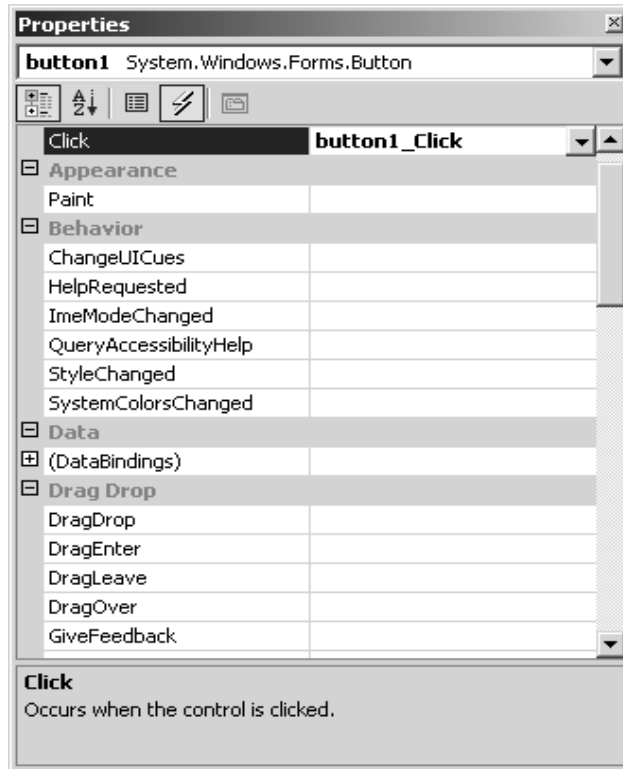 Properties
button1 System.Windows.Forms.Button
Click button1_Click
Appearance
Paint
Behavior
ChangeUICues
HelpRequested
ImeModeChanged
QueryAccessibilityHelp
StyleChanged
SystemColorsChanged
Data
(DataBindings)
Drag Drop
DragDrop
DragEnter
DragLeave
DragOver
GiveFeedback
Click
Occurs when the control is clicked.